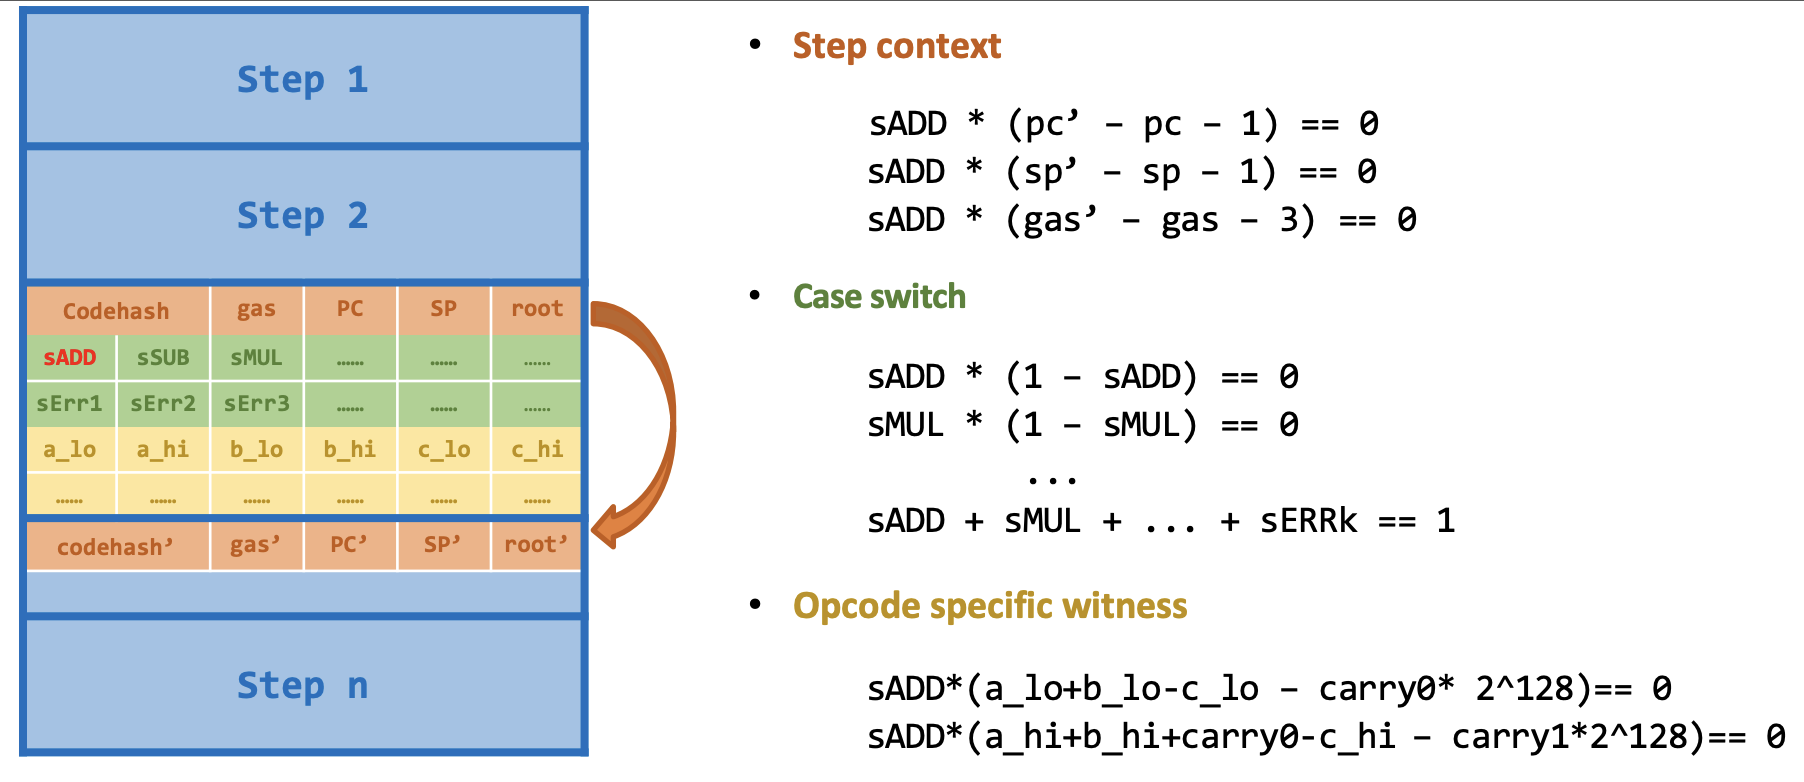 Step 1
Step 2
Codehash gas PC SP root
sADD sSUB sMUL ...... ...... ......
sErr1 sErr2 sErr3 ...... ...... ......
a_lo a_hi b_lo b_hi c_lo c_hi
...... ...... ...... ...... ...... ......
codehash’ gas’ PC’ SP’ root’
Step n
• Step context
sADD * (pc’ – pc – 1) == 0
sADD * (sp’ – sp – 1) == 0
sADD * (gas’ – gas – 3) == 0
• Case switch
sADD * (1 – sADD) == 0
sMUL * (1 – sMUL) == 0
...
sADD + sMUL + ... + sERRk == 1
• Opcode specific witness
sADD*(a_lo+b_lo-c_lo – carry0* 2^128)== 0
sADD*(a_hi+b_hi+carry0-c_hi – carry1*2^128)== 0